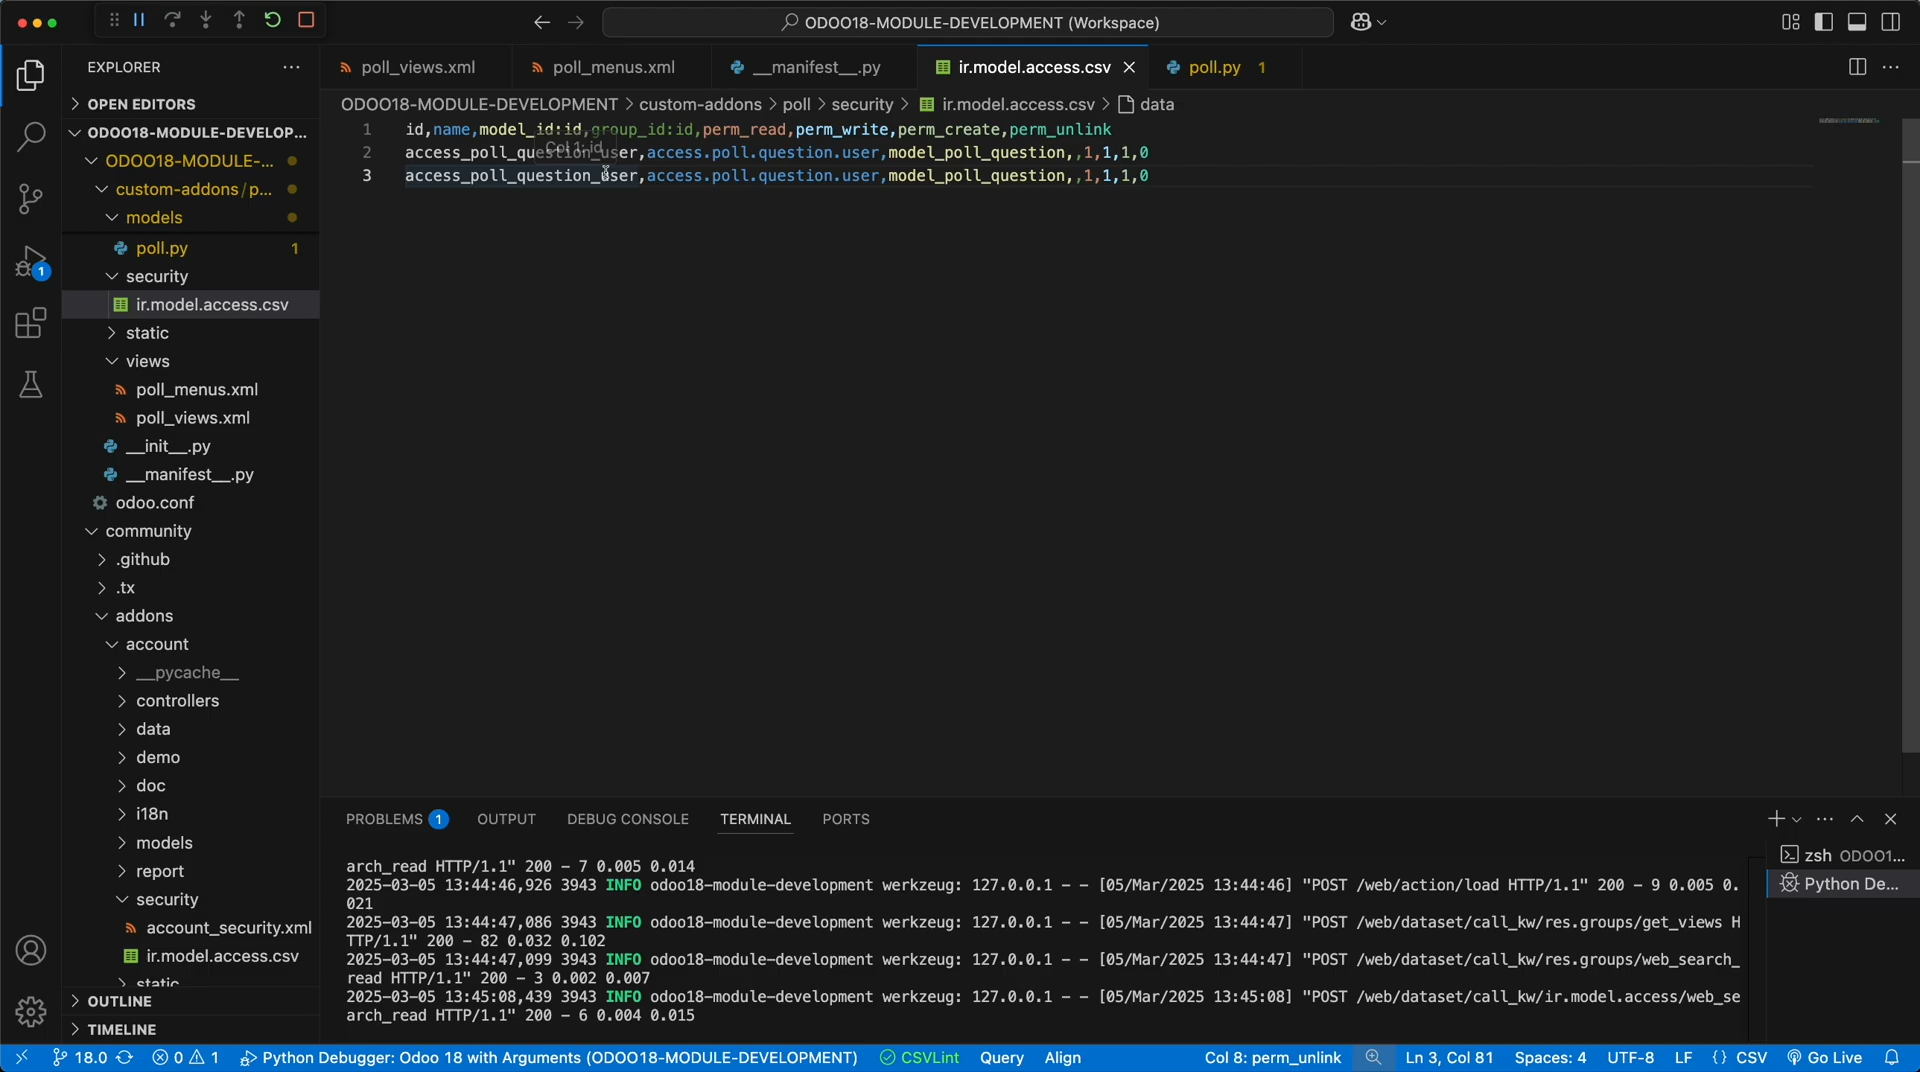 ODOO18-MODULE-DEVELOPMENT (Workspace)
EXPLORER
poll_views.xml
poll_menus.xml
__manifest__.py
ir.model.access.csv
poll.py 1
OPEN EDITORS
ODOO18-MODULE-DEVELOPMENT > custom-addons > poll > security > ir.model.access.csv > data
ODOO18-MODULE-DEVELOP...
1 id,name,model_id:id,group_id:id,perm_read,perm_write,perm_create,perm_unlink
Col 1: id
2 access_poll_question_user,access.poll.question.user,model_poll_question,,1,1,1,0
3 access_poll_question_user,access.poll.question.user,model_poll_question,,1,1,1,0
ODOO18-MODULE-...
custom-addons/p...
models
poll.py 1
security
1
ir.model.access.csv
static
views
poll_menus.xml
poll_views.xml
__init__.py
__manifest__.py
odoo.conf
community
.github
.tx
addons
account
__pycache__
controllers
data
demo
doc
i18n
models
report
security
account_security.xml
ir.model.access.csv
static
OUTLINE
TIMELINE
PROBLEMS 1
OUTPUT
DEBUG CONSOLE
TERMINAL
PORTS
zsh ODOO1...
Python De...
arch_read HTTP/1.1" 200 - 7 0.005 0.014
2025-03-05 13:44:46,926 3943 INFO odoo18-module-development werkzeug: 127.0.0.1 - - [05/Mar/2025 13:44:46] "POST /web/action/load HTTP/1.1" 200 - 9 0.005 0.
021
2025-03-05 13:44:47,086 3943 INFO odoo18-module-development werkzeug: 127.0.0.1 - - [05/Mar/2025 13:44:47] "POST /web/dataset/call_kw/res.groups/get_views H
TTP/1.1" 200 - 82 0.032 0.102
2025-03-05 13:44:47,099 3943 INFO odoo18-module-development werkzeug: 127.0.0.1 - - [05/Mar/2025 13:44:47] "POST /web/dataset/call_kw/res.groups/web_search_
read HTTP/1.1" 200 - 3 0.002 0.007
2025-03-05 13:45:08,439 3943 INFO odoo18-module-development werkzeug: 127.0.0.1 - - [05/Mar/2025 13:45:08] "POST /web/dataset/call_kw/ir.model.access/web_se
arch_read HTTP/1.1" 200 - 6 0.004 0.015
18.0
0 1
Python Debugger: Odoo 18 with Arguments (ODOO18-MODULE-DEVELOPMENT)
CSVLint
Query
Align
Col 8: perm_unlink
Ln 3, Col 81
Spaces: 4
UTF-8
LF
{} CSV
Go Live